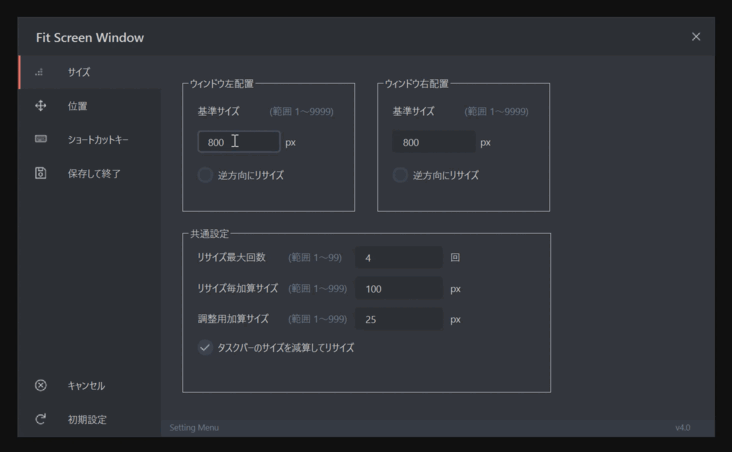 Fit Screen Window
サイズ
位置
ショートカットキー
保存して終了
キャンセル
初期設定
ウィンドウ左配置
基準サイズ (範囲 1～9999)
800 px
逆方向にリサイズ
ウィンドウ右配置
基準サイズ (範囲 1～9999)
800 px
逆方向にリサイズ
共通設定
リサイズ最大回数 (範囲 1～99) 4 回
リサイズ毎加算サイズ (範囲 1～999) 100 px
調整用加算サイズ (範囲 1～999) 25 px
タスクバーのサイズを減算してリサイズ
Setting Menu v4.0